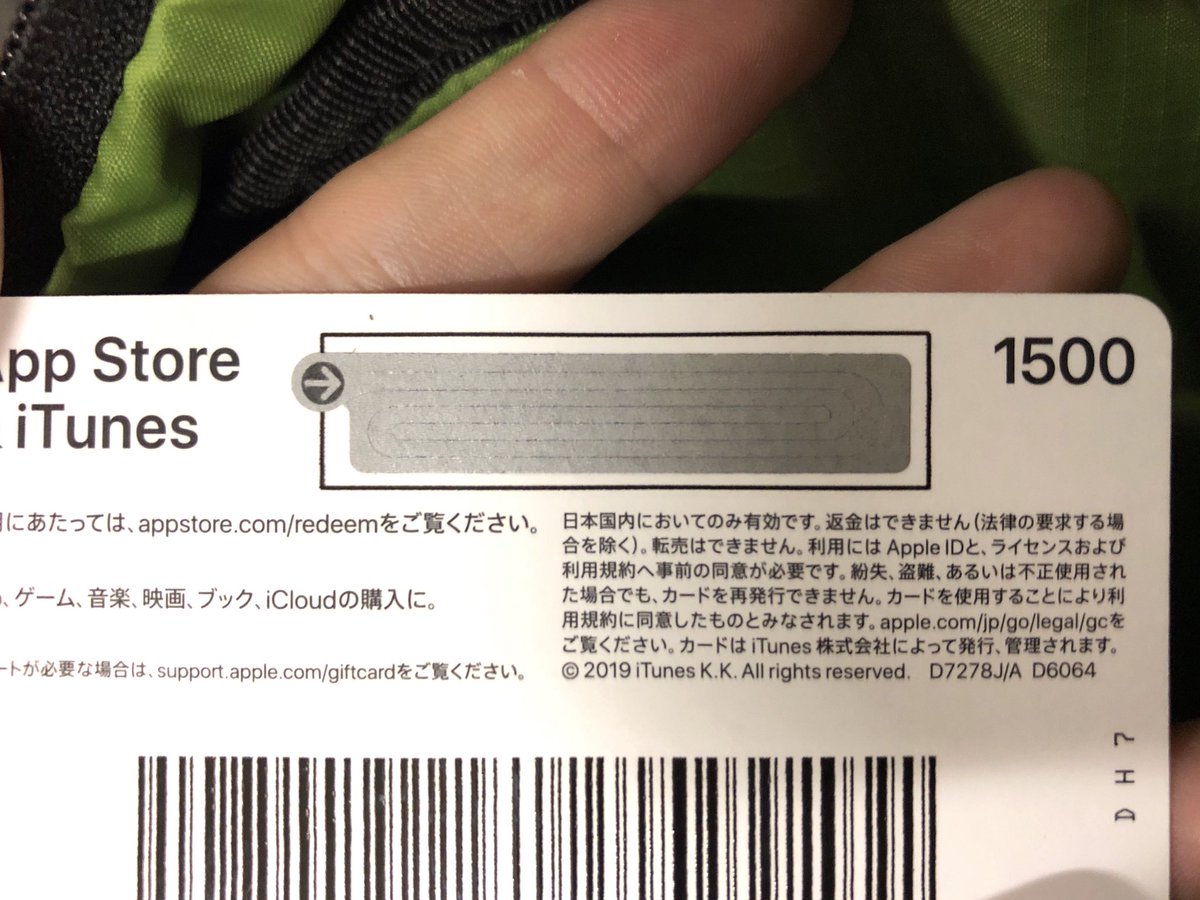 App Store
& iTunes
1500
にあたっては、appstore.com/redeemをご覧ください。
、ゲーム、音楽、映画、ブック、iCloudの購入に。
ートが必要な場合は、support.apple.com/giftcardをご覧ください。
日本国内においてのみ有効です。返金はできません（法律の要求する場
合を除く）。転売はできません。利用には Apple IDと、ライセンスおよび
利用規約へ事前の同意が必要です。紛失、盗難、あるいは不正使用され
た場合でも、カードを再発行できません。カードを使用することにより利
用規約に同意したものとみなされます。apple.com/jp/go/legal/gcを
ご覧ください。カードは iTunes 株式会社によって発行、管理されます。
© 2019 iTunes K.K. All rights reserved. D7278J/A D6064
DH7